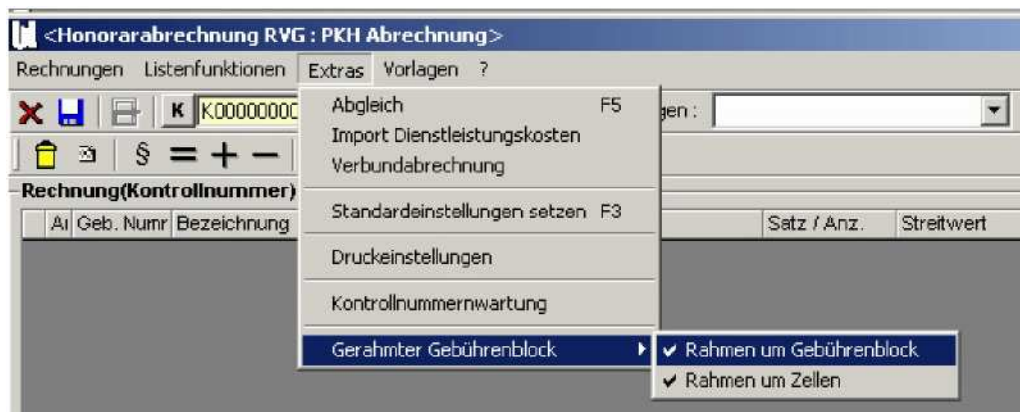 <Honorarabrechnung RVG : PKH Abrechnung>
Rechnungen Listenfunktionen Extras Vorlagen ?
K K00000000
Abgleich F5
gen :
Import Dienstleistungskosten
Verbundabrechnung
§ = + −
Rechnung(Kontrollnummer)
Standardeinstellungen setzen F3
Geb. Numr Bezeichnung Satz / Anz. Streitwert
Druckeinstellungen
Kontrollnummernwartung
Gerahmter Gebührenblock
Rahmen um Gebührenblock
Rahmen um Zellen